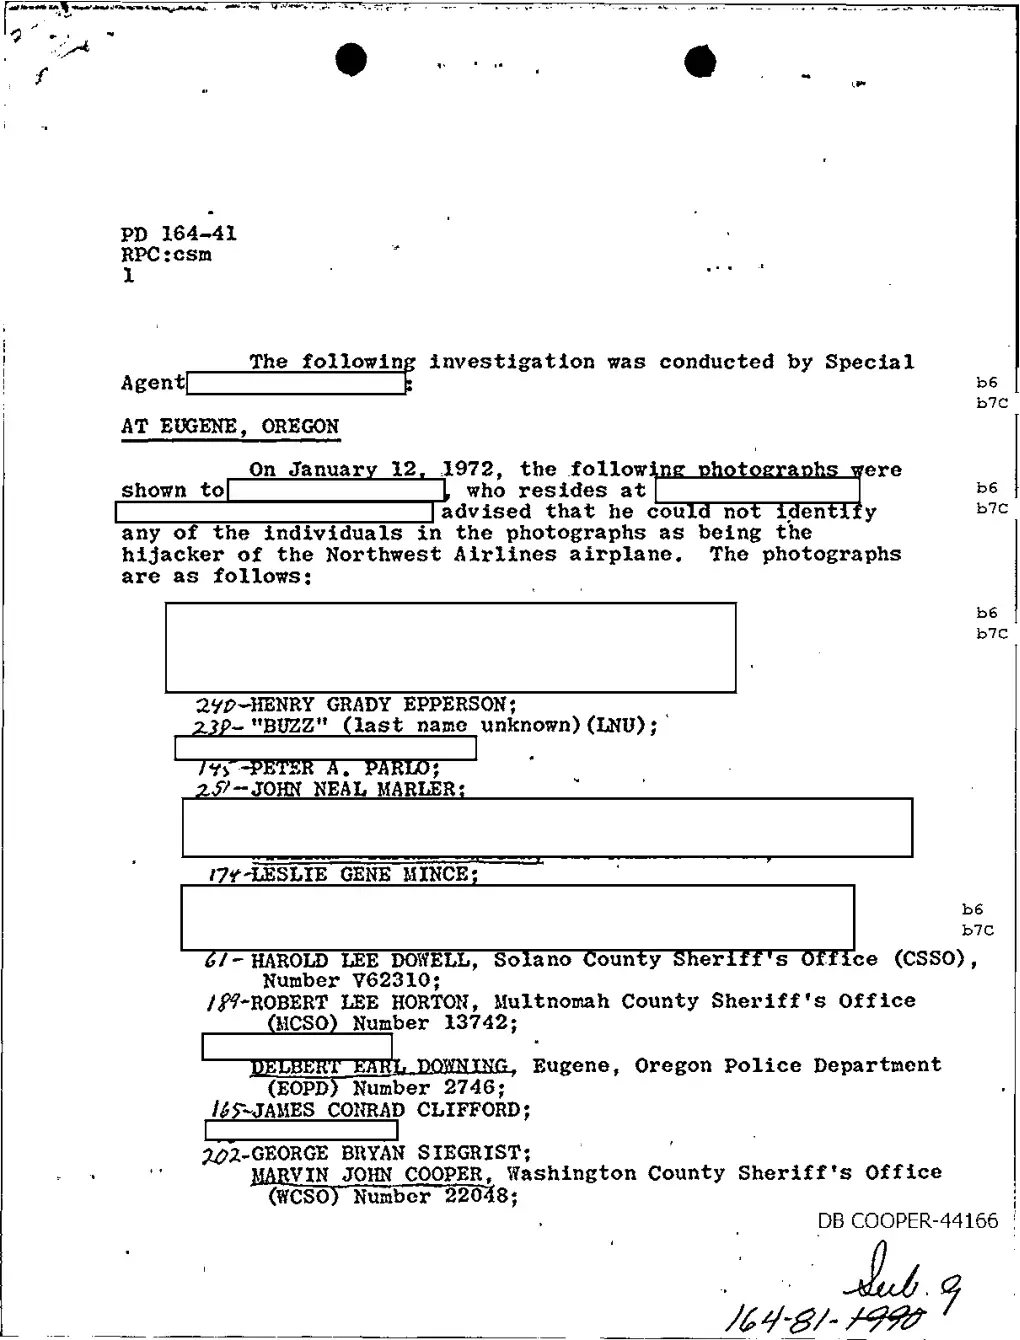 PD 164-41
RPC:csm
1
The following investigation was conducted by Special
Agent :
b6
b7C
AT EUGENE, OREGON
On January 12, 1972, the following photographs were
shown to , who resides at
b6
advised that he could not identify
b7C
any of the individuals in the photographs as being the
hijacker of the Northwest Airlines airplane. The photographs
are as follows:
b6
b7C
240-HENRY GRADY EPPERSON;
239- "BUZZ" (last name unknown)(LNU);
145-PETER A. PARLO;
251-JOHN NEAL MARLER;
174-LESLIE GENE MINCE;
b6
b7C
61- HAROLD LEE DOWELL, Solano County Sheriff's Office (CSSO),
Number V62310;
189-ROBERT LEE HORTON, Multnomah County Sheriff's Office
(MCSO) Number 13742;
DELBERT EARL DOWNING, Eugene, Oregon Police Department
(EOPD) Number 2746;
165-JAMES CONRAD CLIFFORD;
202-GEORGE BRYAN SIEGRIST;
MARVIN JOHN COOPER, Washington County Sheriff's Office
(WCSO) Number 22048;
DB COOPER-44166
Sub. 9
164-81-1990